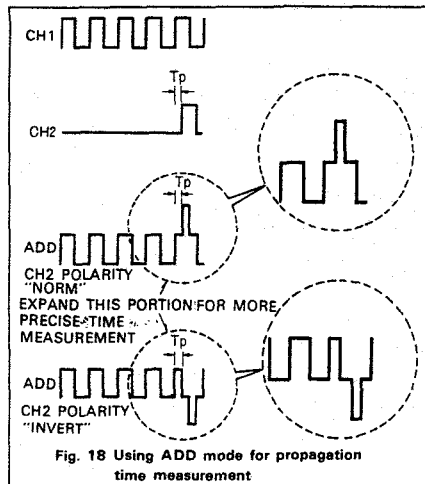 CH1
Tp
CH2
Tp
ADD
CH2 POLARITY
"NORM"
EXPAND THIS PORTION FOR MORE
PRECISE TIME
MEASUREMENT
Tp
ADD
CH2 POLARITY
"INVERT"
Fig. 18 Using ADD mode for propagation
time measurement